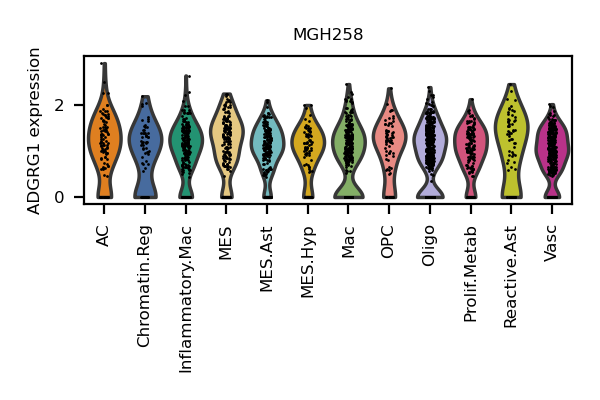 MGH258
ADGRG1 expression
2
0
AC
Chromatin.Reg
Inflammatory.Mac
MES
MES.Ast
MES.Hyp
Mac
OPC
Oligo
Prolif.Metab
Reactive.Ast
Vasc